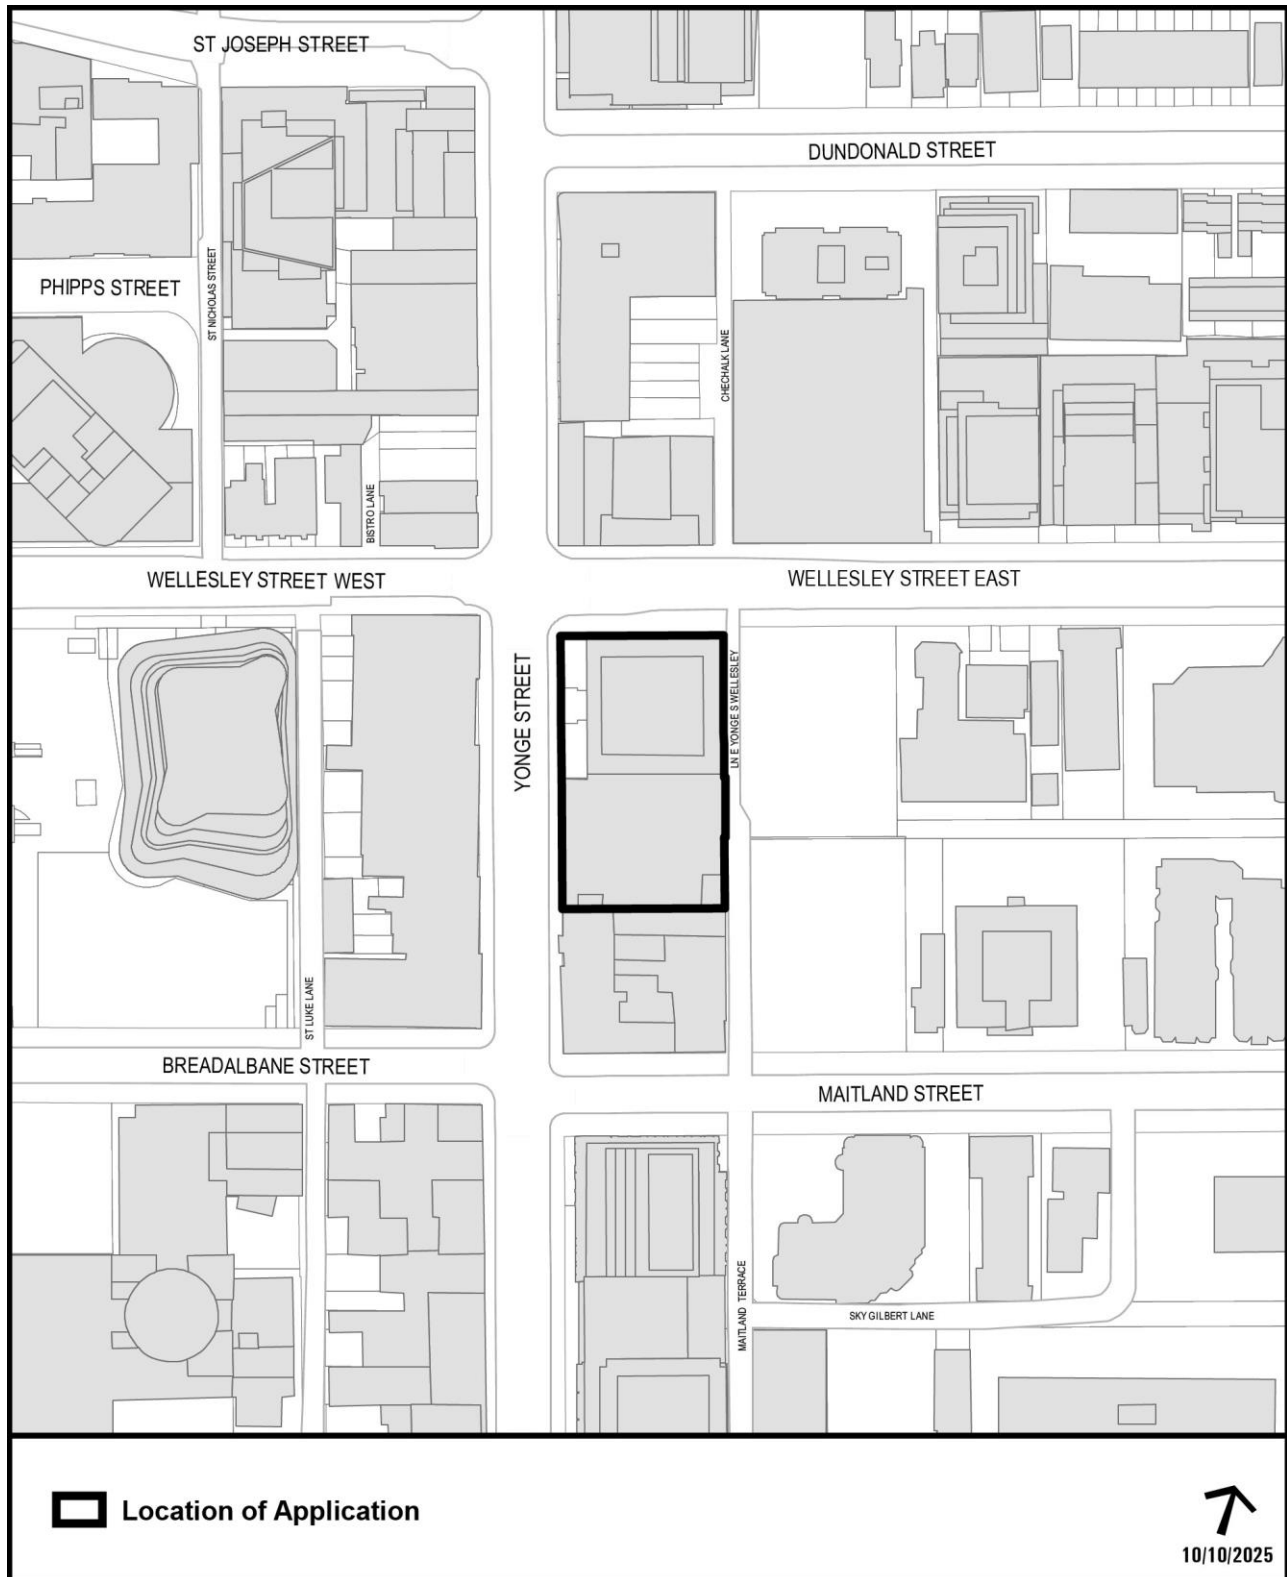 ST JOSEPH STREET
DUNDONALD STREET
PHIPPS STREET
ST NICHOLAS STREET
CHECHALK LANE
BISTRO LANE
WELLESLEY STREET WEST
WELLESLEY STREET EAST
YONGE STREET
LN E YONGE S WELLESLEY
ST LUKE LANE
BREADALBANE STREET
MAITLAND STREET
MAITLAND TERRACE
SKY GILBERT LANE
Location of Application
10/10/2025